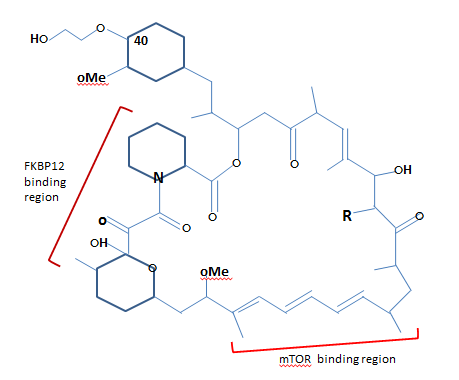 HO
O
40
oMe
FKBP12
binding
region
N
O
O
OH
o
O
O
OH
R
O
O
oMe
mTOR binding region